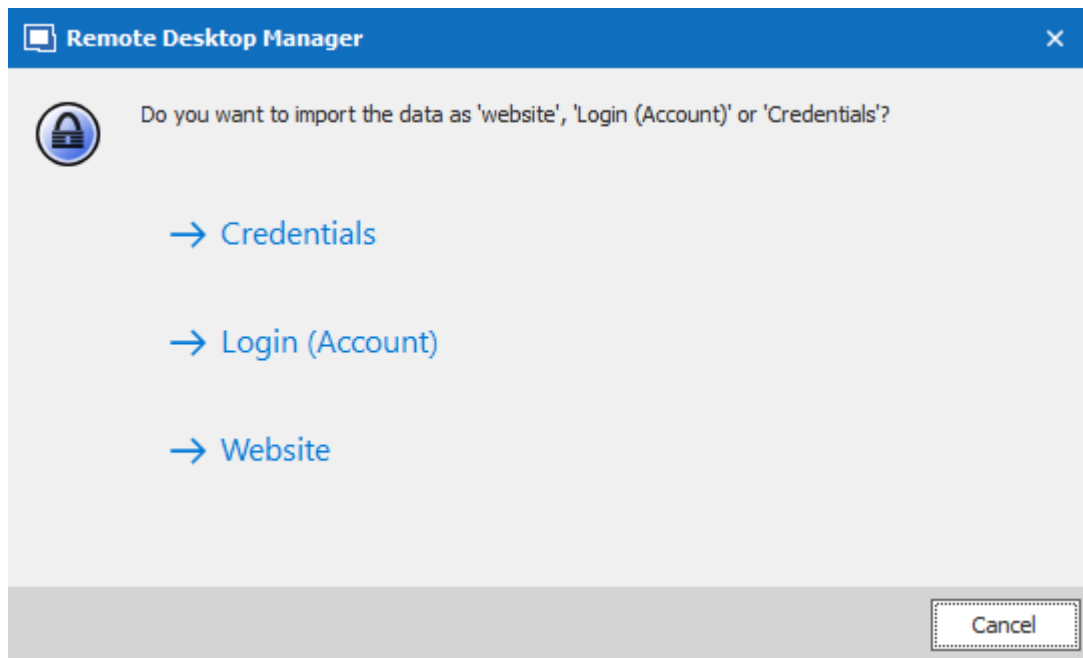 Remote Desktop Manager
Do you want to import the data as 'website', 'Login (Account)' or 'Credentials'?
Credentials
Login (Account)
Website
Cancel